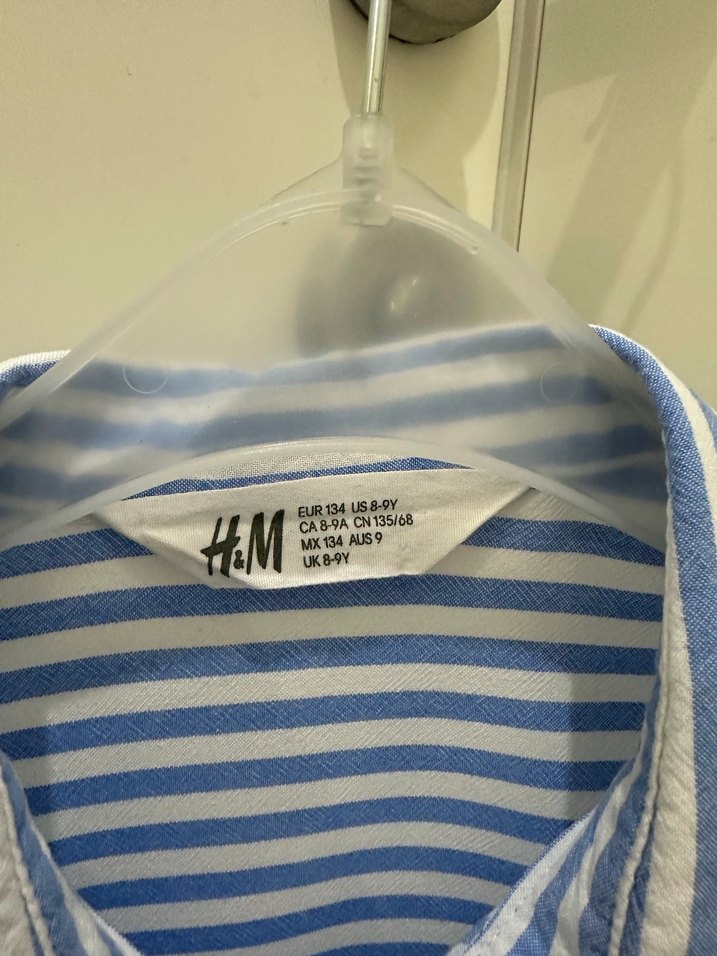 H&M
EUR 134 US 8-9Y
CA 8-9A CN 135/68
MX 134 AUS 9
UK 8-9Y